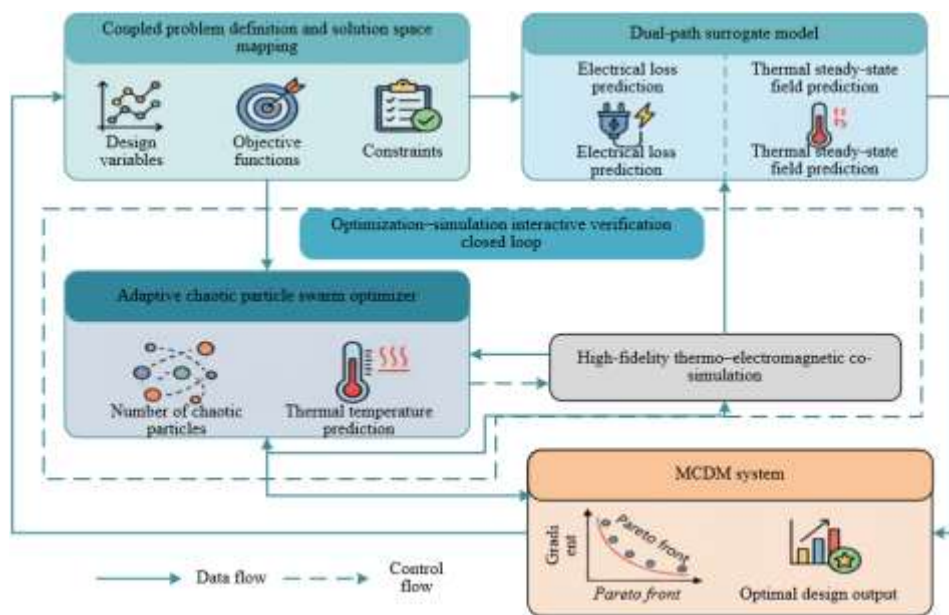 Coupled problem definition and solution space
mapping
Design
variables
Objective
functions
Constraints
Dual-path surrogate model
Electrical loss
prediction
Electrical loss
prediction
Thermal steady-state
field prediction
Thermal steady-state
field prediction
Optimization–simulation interactive verification
closed loop
Adaptive chaotic particle swarm optimizer
Number of chaotic
particles
Thermal temperature
prediction
High-fidelity thermo–electromagnetic co-
simulation
MCDM system
Gradi
ent
Pareto front
Pareto front
Optimal design output
Data flow
Control
flow